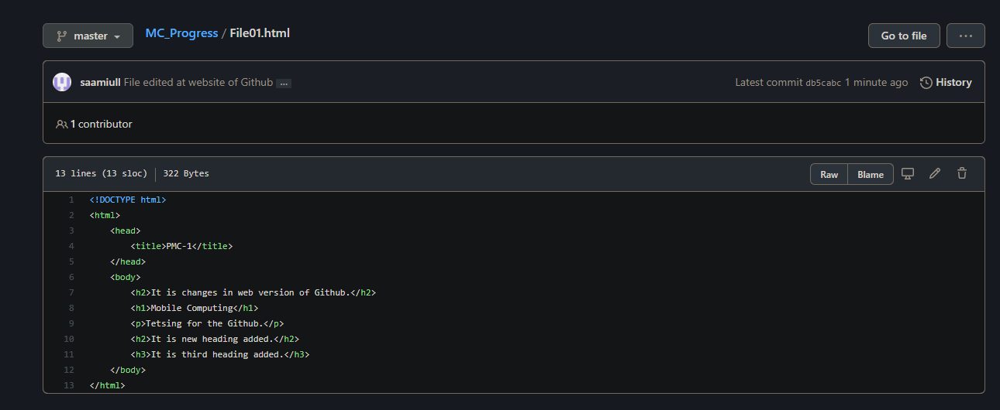 master MC_Progress / File01.html Go to file ...
saamiull File edited at website of Github ... Latest commit db5cabc 1 minute ago History
1 contributor
13 lines (13 sloc) 322 Bytes Raw Blame
1 <!DOCTYPE html>
2 <html>
3     <head>
4         <title>PMC-1</title>
5     </head>
6     <body>
7         <h2>It is changes in web version of Github.</h2>
8         <h1>Mobile Computing</h1>
9         <p>Tetsing for the Github.</p>
10         <h2>It is new heading added.</h2>
11         <h3>It is third heading added.</h3>
12     </body>
13 </html>